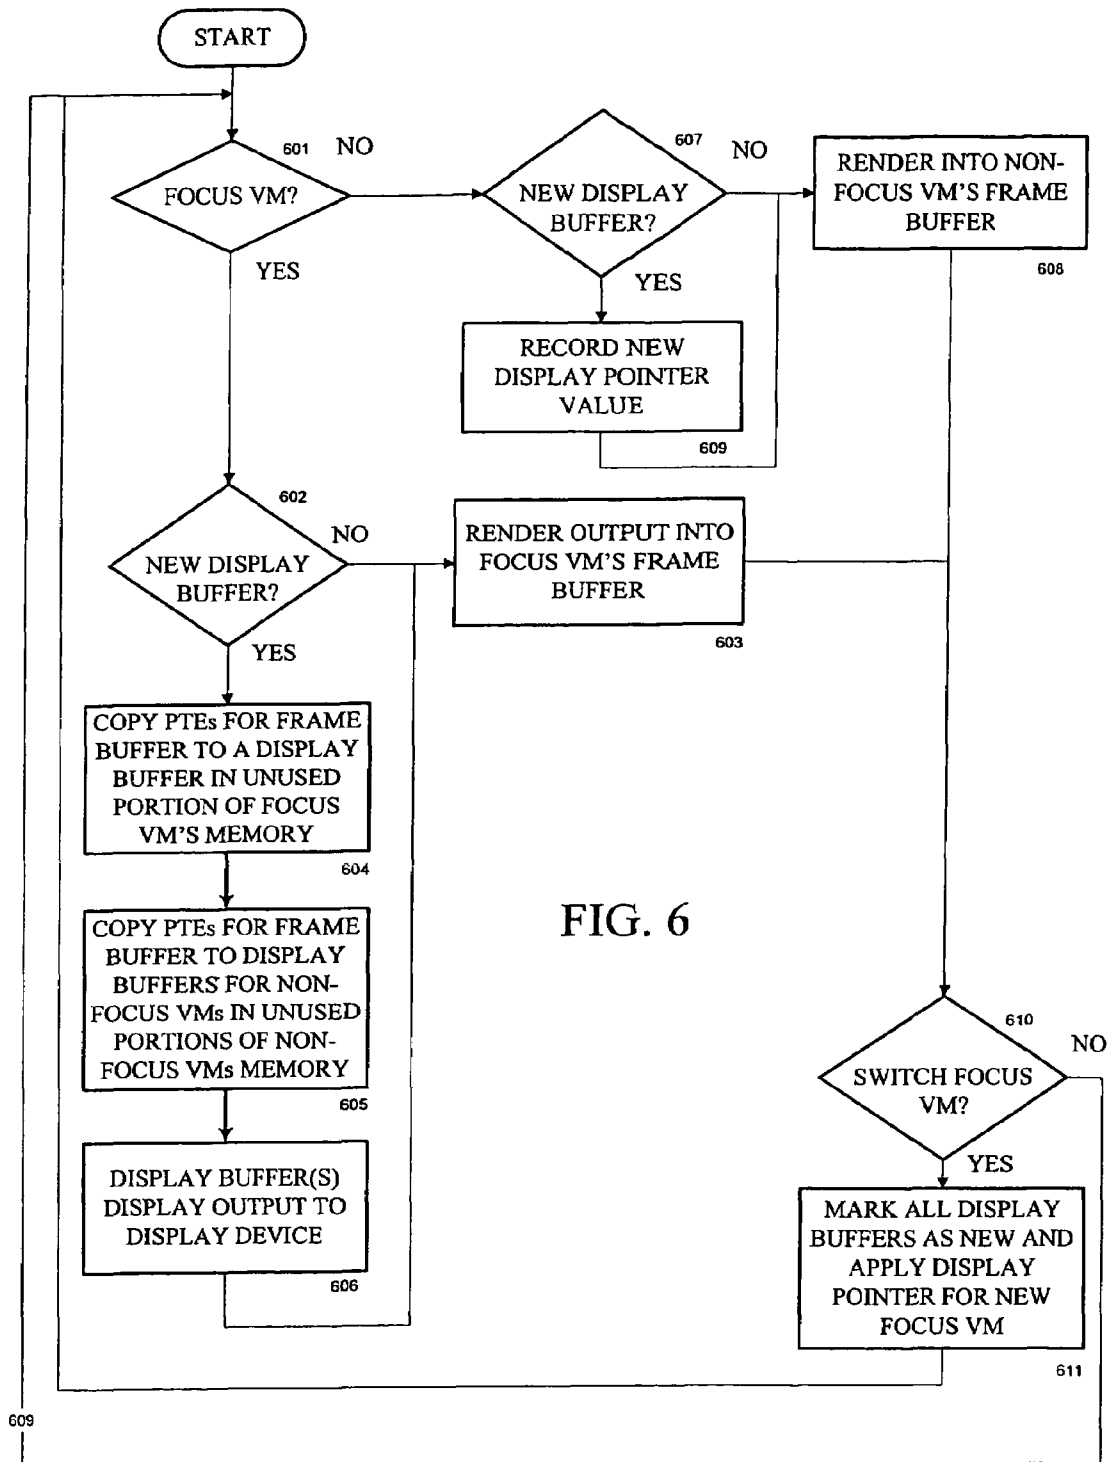 START
601
NO
FOCUS VM?
YES
607
NO
NEW DISPLAY
BUFFER?
YES
RENDER INTO NON-
FOCUS VM'S FRAME
BUFFER
608
RECORD NEW
DISPLAY POINTER
VALUE
609
602
NO
NEW DISPLAY
BUFFER?
YES
RENDER OUTPUT INTO
FOCUS VM'S FRAME
BUFFER
603
COPY PTEs FOR FRAME
BUFFER TO A DISPLAY
BUFFER IN UNUSED
PORTION OF FOCUS
VM'S MEMORY
604
COPY PTEs FOR FRAME
BUFFER TO DISPLAY
BUFFERS FOR NON-
FOCUS VMs IN UNUSED
PORTIONS OF NON-
FOCUS VMs MEMORY
605
FIG. 6
DISPLAY BUFFER(S)
DISPLAY OUTPUT TO
DISPLAY DEVICE
606
610
NO
SWITCH FOCUS
VM?
YES
MARK ALL DISPLAY
BUFFERS AS NEW AND
APPLY DISPLAY
POINTER FOR NEW
FOCUS VM
611
609